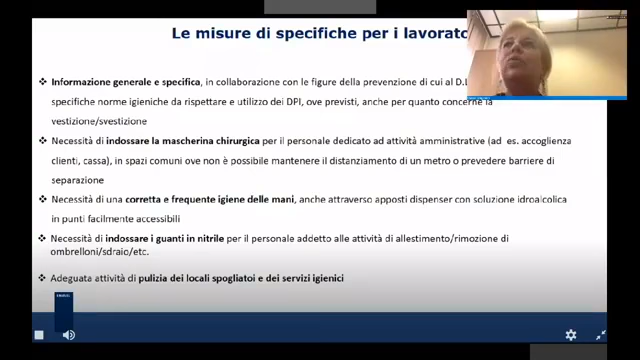 Le misure di specifiche per i lavorato
❖ Informazione generale e specifica, in collaborazione con le figure della prevenzione di cui al D.L
specifiche norme igieniche da rispettare e utilizzo dei DPI, ove previsti, anche per quanto concerne la
vestizione/svestizione
❖ Necessità di indossare la mascherina chirurgica per il personale dedicato ad attività amministrative (ad es. accoglienza
clienti, cassa), in spazi comuni ove non è possibile mantenere il distanziamento di un metro o prevedere barriere di
separazione
❖ Necessità di una corretta e frequente igiene delle mani, anche attraverso apposti dispenser con soluzione idroalcolica
in punti facilmente accessibili
❖ Necessità di indossare i guanti in nitrile per il personale addetto alle attività di allestimento/rimozione di
ombrelloni/sdraio/etc.
❖ Adeguata attività di pulizia dei locali spogliatoi e dei servizi igienici